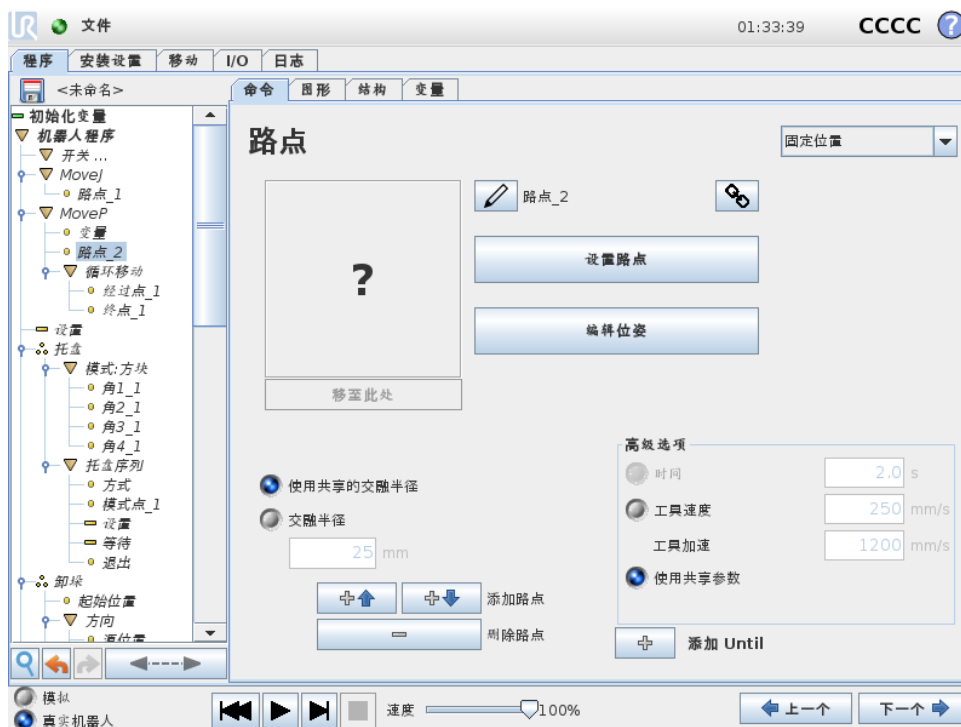 UR 文件 01:33:39 CCCC ?
程序 安装设置 移动 I/O 日志
<未命名>
命令 图形 结构 变量
初始化变量
机器人程序
开关 ...
MoveJ
路点_1
MoveP
变量
路点_2
循环移动
经过点_1
终点_1
设置
托盘
模式:方块
角1_1
角2_1
角3_1
角4_1
托盘序列
方式
模式点_1
设置
等待
退出
卸垛
起始位置
方向
源位置
路点
固定位置
?
路点_2
设置路点
编辑位姿
移至此处
使用共享的交融半径
交融半径
25 mm
添加路点
删除路点
高级选项
时间 2.0 s
工具速度 250 mm/s
工具加速 1200 mm/s
使用共享参数
添加 Until
模拟
真实机器人
速度 100%
上一个 下一个